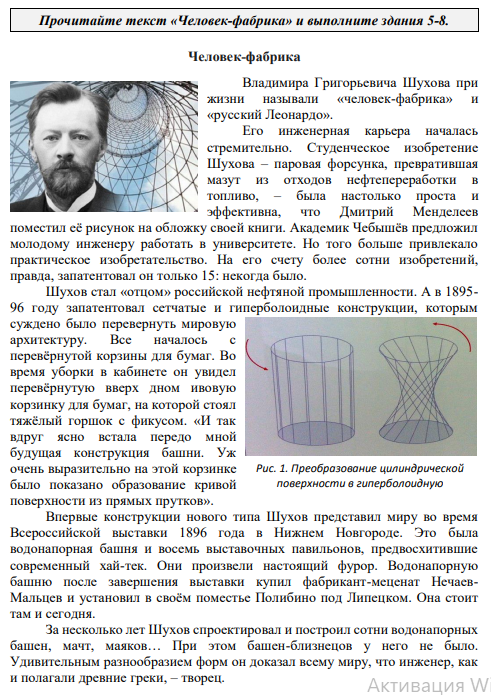 Прочитайте текст «Человек-фабрика» и выполните здания 5-8.
Человек-фабрика
Владимира Григорьевича Шухова при
жизни называли «человек-фабрика» и
«русский Леонардо».
Его инженерная карьера началась
стремительно. Студенческое изобретение
Шухова – паровая форсунка, превратившая
мазут из отходов нефтепереработки в
топливо, – была настолько проста и
эффективна, что Дмитрий Менделеев
поместил её рисунок на обложку своей книги. Академик Чебышёв предложил
молодому инженеру работать в университете. Но того больше привлекало
практическое изобретательство. На его счету более сотни изобретений,
правда, запатентовал он только 15: некогда было.
Шухов стал «отцом» российской нефтяной промышленности. А в 1895-
96 году запатентовал сетчатые и гиперболоидные конструкции, которым
суждено было перевернуть мировую
архитектуру. Все началось с
перевёрнутой корзины для бумаг. Во
время уборки в кабинете он увидел
перевёрнутую вверх дном ивовую
корзинку для бумаг, на которой стоял
тяжёлый горшок с фикусом. «И так
вдруг ясно встала передо мной
будущая конструкция башни. Уж
очень выразительно на этой корзинке
было показано образование кривой
поверхности из прямых прутков».
Рис. 1. Преобразование цилиндрической
поверхности в гиперболоидную
Впервые конструкции нового типа Шухов представил миру во время
Всероссийской выставки 1896 года в Нижнем Новгороде. Это была
водонапорная башня и восемь выставочных павильонов, предвосхитившие
современный хай-тек. Они произвели настоящий фурор. Водонапорную
башню после завершения выставки купил фабрикант-меценат Нечаев-
Мальцев и установил в своём поместье Полибино под Липецком. Она стоит
там и сегодня.
За несколько лет Шухов спроектировал и построил сотни водонапорных
башен, мачт, маяков… При этом башен-близнецов у него не было.
Удивительным разнообразием форм он доказал всему миру, что инженер, как
и полагали древние греки, – творец.
Активация Wi